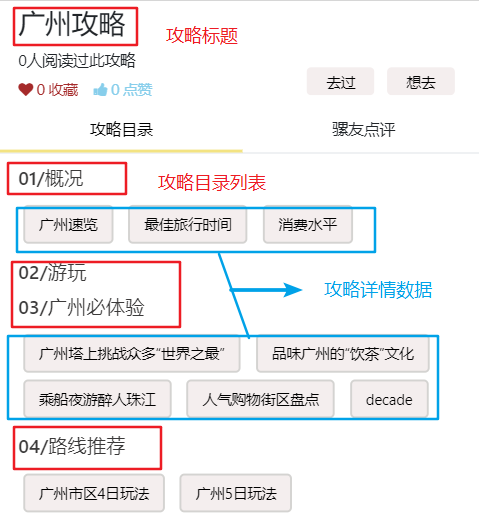 广州攻略
攻略标题
0人阅读过此攻略
0 收藏 0 点赞
去过 想去
攻略目录 骡友点评
01/概况
攻略目录列表
广州速览 最佳旅行时间 消费水平
02/游玩
攻略详情数据
03/广州必体验
广州塔上挑战众多“世界之最” 品味广州的“饮茶”文化
乘船夜游醉人珠江 人气购物街区盘点 decade
04/路线推荐
广州市区4日玩法 广州5日玩法